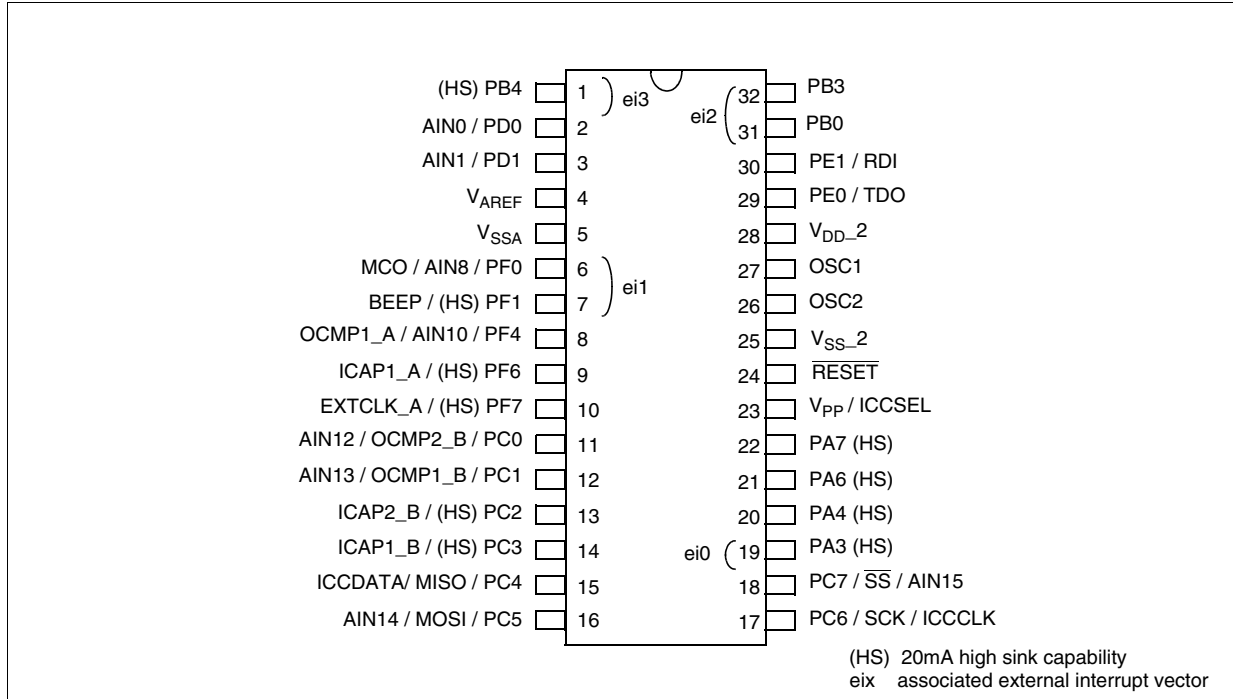 (HS) PB4 1 ei3 ei2 32 PB3
AIN0 / PD0 2 31 PB0
AIN1 / PD1 3 30 PE1 / RDI
VAREF 4 29 PE0 / TDO
VSSA 5 28 VDD_2
MCO / AIN8 / PF0 6 ei1 27 OSC1
BEEP / (HS) PF1 7 26 OSC2
OCMP1_A / AIN10 / PF4 8 25 VSS_2
ICAP1_A / (HS) PF6 9 24 RESET
EXTCLK_A / (HS) PF7 10 23 VPP / ICCSEL
AIN12 / OCMP2_B / PC0 11 22 PA7 (HS)
AIN13 / OCMP1_B / PC1 12 21 PA6 (HS)
ICAP2_B / (HS) PC2 13 20 PA4 (HS)
ICAP1_B / (HS) PC3 14 ei0 19 PA3 (HS)
ICCDATA/ MISO / PC4 15 18 PC7 / SS / AIN15
AIN14 / MOSI / PC5 16 17 PC6 / SCK / ICCCLK
(HS) 20mA high sink capability
eix associated external interrupt vector